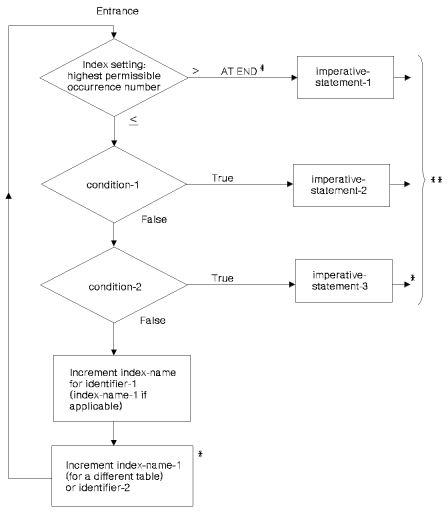 Entrance
Index setting:
highest permissible
occurrence number
>
AT END*
imperative-
statement-1
≤
**
condition-1
True
imperative-
statement-2
False
condition-2
True
imperative-
statement-3
*
False
Increment index-name
for identifier-1
(index-name-1 if
applicable)
Increment index-name-1
(for a different table)
or identifier-2
*